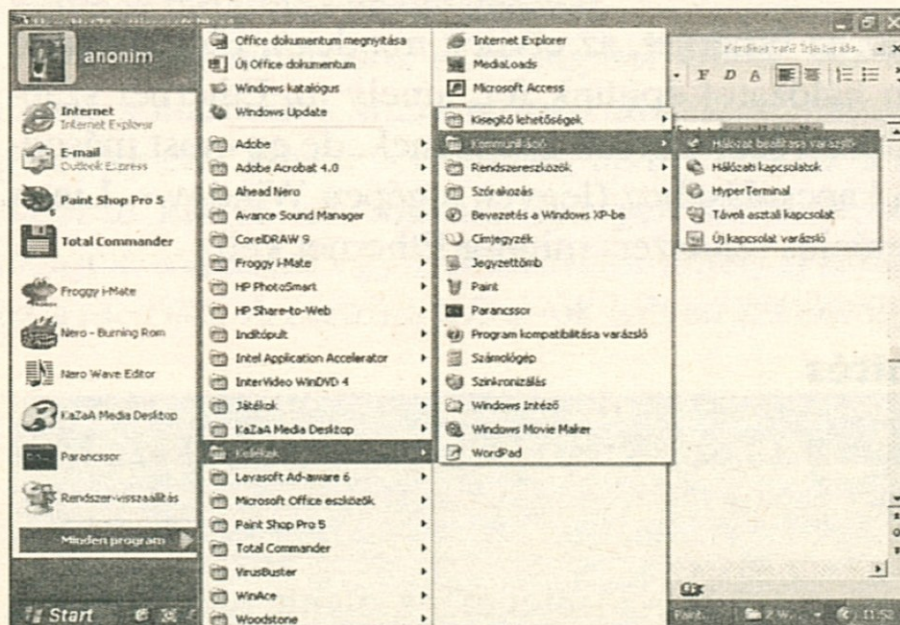 anonim
Internet
Internet Explorer
E-mail
Outlook Express
Paint Shop Pro 5
Total Commander
Froggy i-Mate
Nero - Burning Rom
Nero Wave Editor
KaZaA Media Desktop
Parancssor
Rendszer-visszaállítás
Minden program
Start
Office dokumentum megnyitása
Új Office dokumentum
Windows katalógus
Windows Update
Adobe
Adobe Acrobat 4.0
Ahead Nero
Avance Sound Manager
CorelDRAW 9
Froggy i-Mate
HP PhotoSmart
HP Share-to-Web
Indítópult
Intel Application Accelerator
InterVideo WinDVD 4
Játékok
KaZaA Media Desktop
Kellékek
Lavasoft Ad-aware 6
Microsoft Office eszközök
Paint Shop Pro 5
Total Commander
VirusBuster
WinAce
Woodstone
Internet Explorer
MediaLoads
Microsoft Access
Kisegítő lehetőségek
Kommunikáció
Rendszereszközök
Szórakozás
Bevezetés a Windows XP-be
Címjegyzék
Jegyzettömb
Paint
Parancssor
Program kompatibilitása varázsló
Számológép
Szinkronizálás
Windows Intéző
Windows Movie Maker
WordPad
Hálózat beállítása varázsló
Hálózati kapcsolatok
HyperTerminal
Távoli asztali kapcsolat
Új kapcsolat varázsló
F D A
2 W...
11:52